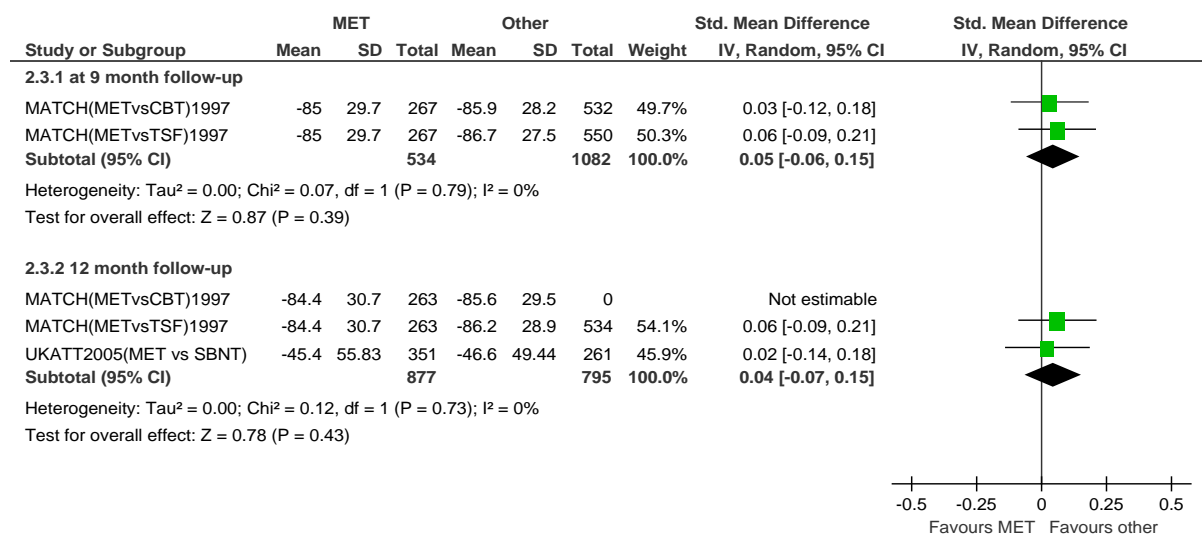 MET Other Std. Mean Difference Std. Mean Difference
Study or Subgroup Mean SD Total Mean SD Total Weight IV, Random, 95% CI IV, Random, 95% CI
2.3.1 at 9 month follow-up
MATCH(METvsCBT)1997 -85 29.7 267 -85.9 28.2 532 49.7% 0.03 [-0.12, 0.18]
MATCH(METvsTSF)1997 -85 29.7 267 -86.7 27.5 550 50.3% 0.06 [-0.09, 0.21]
Subtotal (95% CI) 534 1082 100.0% 0.05 [-0.06, 0.15]
Heterogeneity: Tau² = 0.00; Chi² = 0.07, df = 1 (P = 0.79); I² = 0%
Test for overall effect: Z = 0.87 (P = 0.39)
2.3.2 12 month follow-up
MATCH(METvsCBT)1997 -84.4 30.7 263 -85.6 29.5 0 Not estimable
MATCH(METvsTSF)1997 -84.4 30.7 263 -86.2 28.9 534 54.1% 0.06 [-0.09, 0.21]
UKATT2005(MET vs SBNT) -45.4 55.83 351 -46.6 49.44 261 45.9% 0.02 [-0.14, 0.18]
Subtotal (95% CI) 877 795 100.0% 0.04 [-0.07, 0.15]
Heterogeneity: Tau² = 0.00; Chi² = 0.12, df = 1 (P = 0.73); I² = 0%
Test for overall effect: Z = 0.78 (P = 0.43)
-0.5 -0.25 0 0.25 0.5
Favours MET Favours other